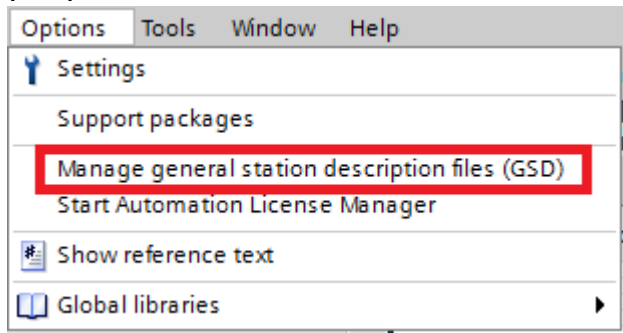 Options Tools Window Help
Settings
Support packages
Manage general station description files (GSD)
Start Automation License Manager
Show reference text
Global libraries